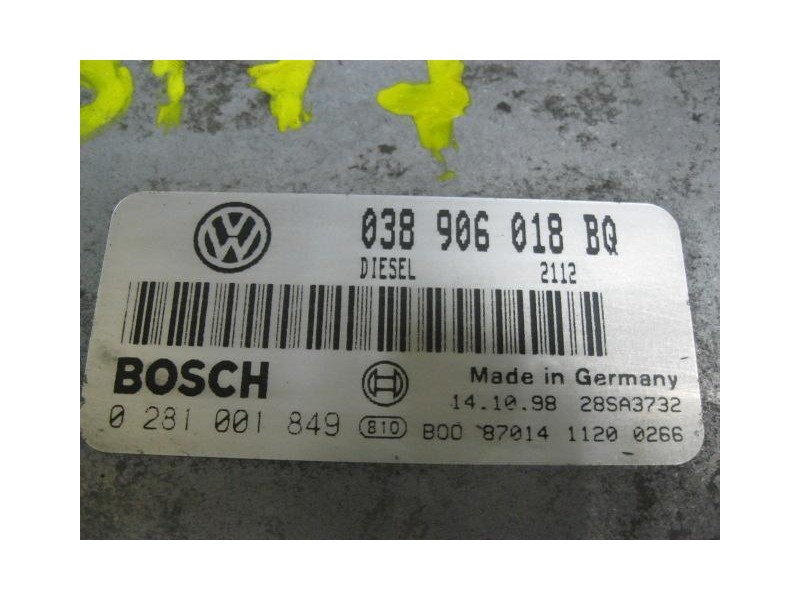 038 906 018 BQ
DIESEL 2112
BOSCH Made in Germany
14.10.98 28SA3732
0 281 001 849 810 B00 87014 1120 0266